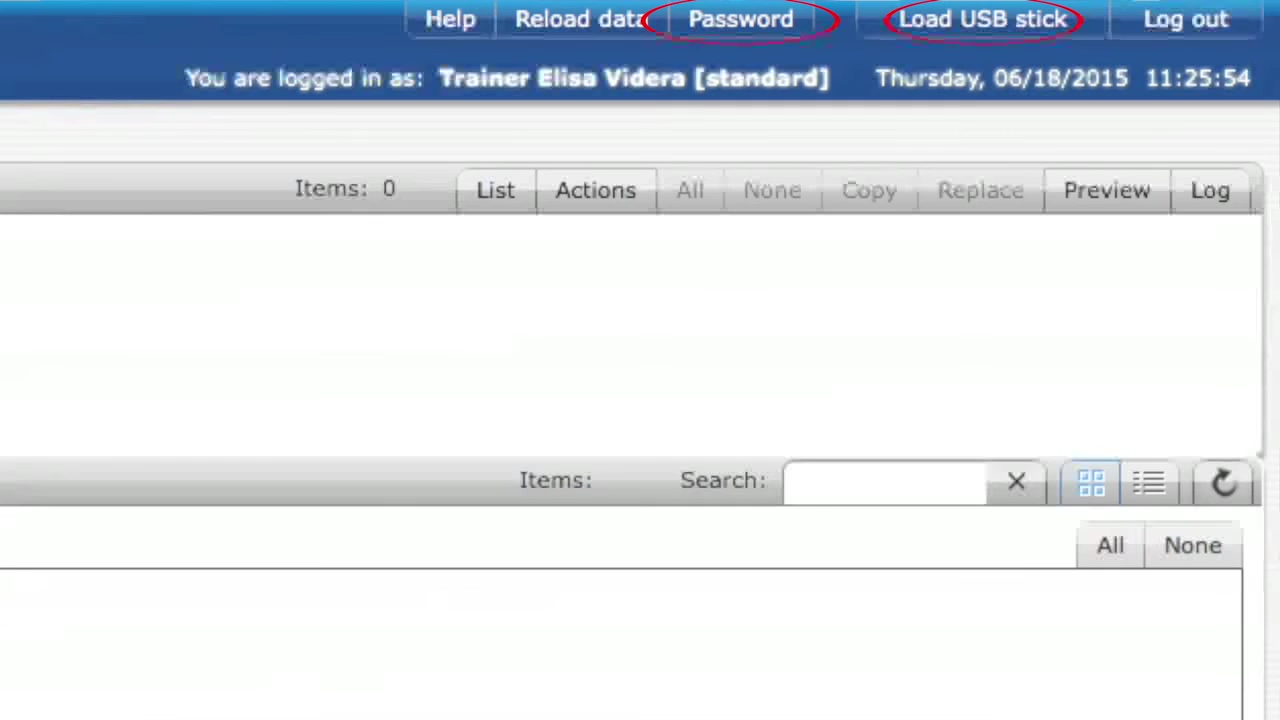 Help Reload data Password Load USB stick Log out
You are logged in as: Trainer Elisa Videra [standard] Thursday, 06/18/2015 11:25:54
Items: 0 List Actions All None Copy Replace Preview Log
Items: Search:
All None